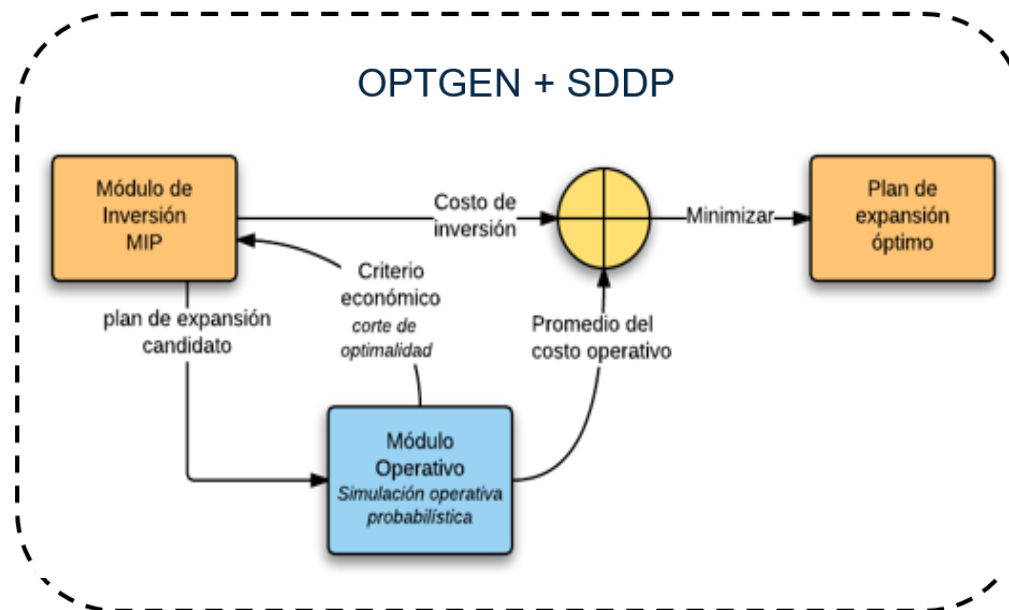 OPTGEN + SDDP
Módulo de
Inversión
MIP
Costo de
inversión
Minimizar
Plan de
expansión
óptimo
Criterio
económico
corte de
optimalidad
plan de expansión
candidato
Promedio del
costo operativo
Módulo
Operativo
Simulación operativa
probabilística